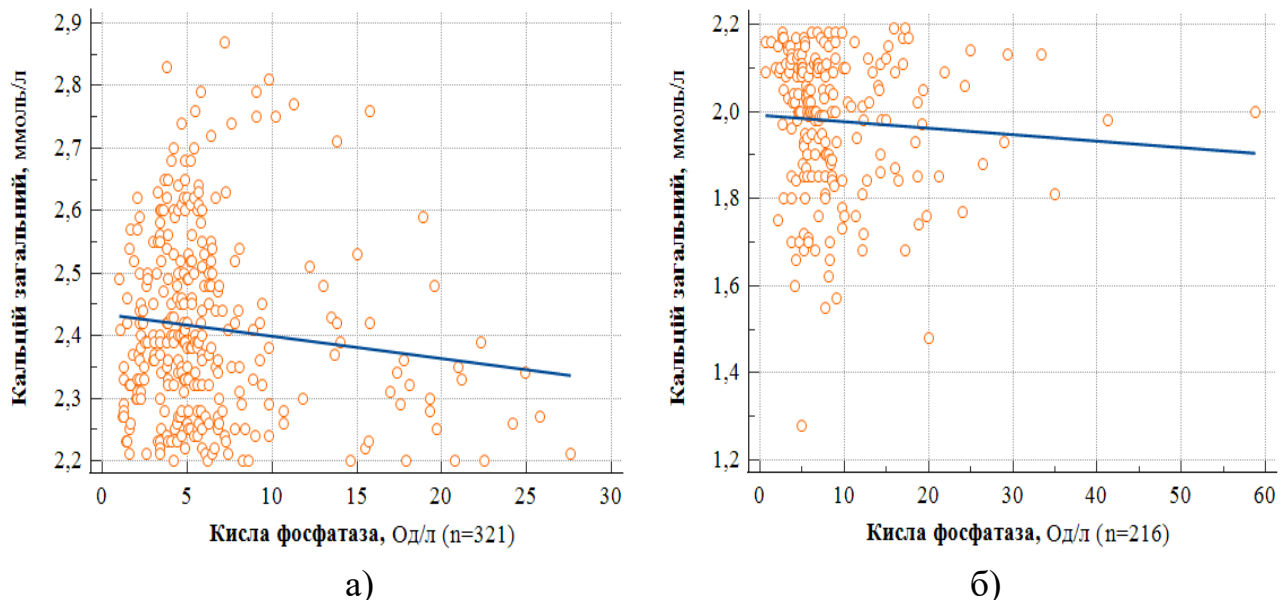 Кальцій загальний, ммоль/л
2,9
2,8
2,7
2,6
2,5
2,4
2,3
2,2
0 5 10 15 20 25 30
Кисла фосфатаза, Од/л (n=321)
а)
Кальцій загальний, ммоль/л
2,2
2,0
1,8
1,6
1,4
1,2
0 10 20 30 40 50 60
Кисла фосфатаза, Од/л (n=216)
б)